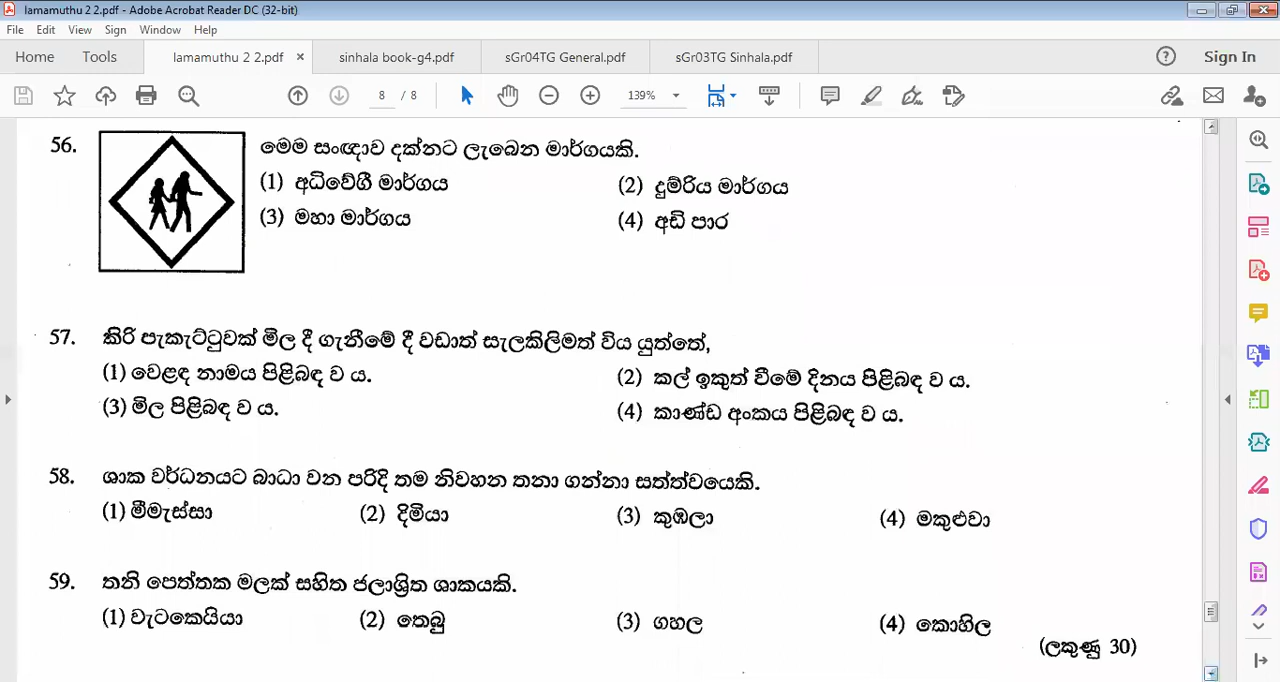 lamamuthu 2 2.pdf - Adobe Acrobat Reader DC (32-bit)
File Edit View Sign Window Help
Home Tools lamamuthu 2 2.pdf × sinhala book-g4.pdf sGr04TG General.pdf sGr03TG Sinhala.pdf ? Sign In
8 / 8 139%
56. මෙම සංඥාව දක්නට ලැබෙන මාර්ගයකි.
(1) අධිවේගී මාර්ගය (2) දුම්රිය මාර්ගය
(3) මහා මාර්ගය (4) අඩි පාර
57. කිරි පැකැට්ටුවක් මිල දී ගැනීමේ දී වඩාත් සැලකිලිමත් විය යුත්තේ,
(1) වෙළඳ නාමය පිළිබඳ ව ය. (2) කල් ඉකුත් වීමේ දිනය පිළිබඳ ව ය.
(3) මිල පිළිබඳ ව ය. (4) කාණ්ඩ අංකය පිළිබඳ ව ය.
58. ශාක වර්ධනයට බාධා වන පරිදි තම නිවහන තනා ගන්නා සත්ත්වයෙකි.
(1) මීමැස්සා (2) දිමියා (3) කුඹලා (4) මකුළුවා
59. තනි පෙත්තක මලක් සහිත ජලාශ්‍රිත ශාකයකි.
(1) වැටකෙයියා (2) තෙබු (3) ගහල (4) කොහිල
(ලකුණු 30)